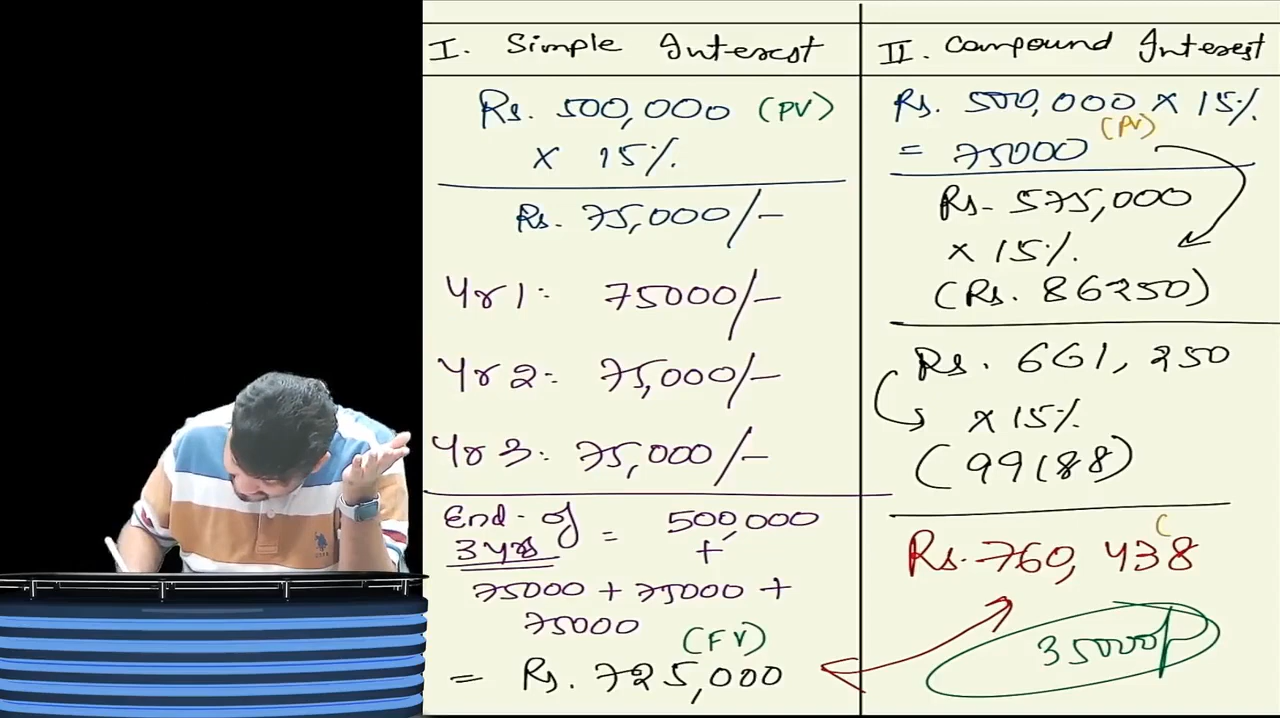 I. Simple Interest
Rs. 500,000 (PV)
x 15%
Rs. 75,000/-
Yr 1: 75000/-
Yr 2: 75,000/-
Yr 3: 75,000/-
End of 3 yrs = 500,000
+
75000 + 75000 +
75000
(FV)
= Rs. 725,000
II. Compound Interest
Rs. 500,000 x 15%
(PV)
= 75000
Rs. 575,000
x 15%.
(Rs. 86250)
Rs. 661,250
x 15%
(99188)
(
Rs. 760,438